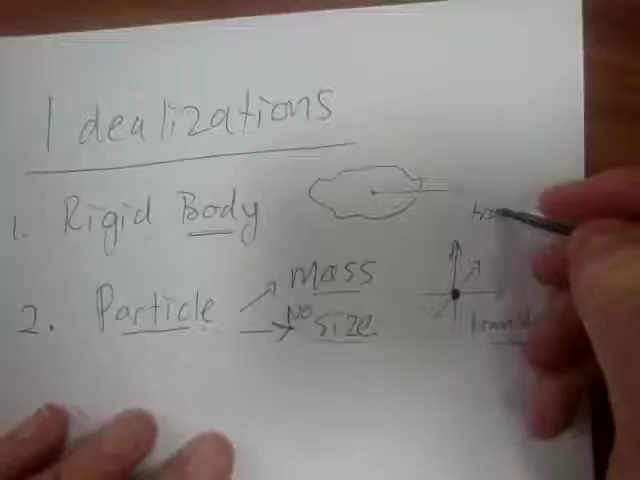 Idealizations
1. Rigid Body
2. Particle
mass
NO size